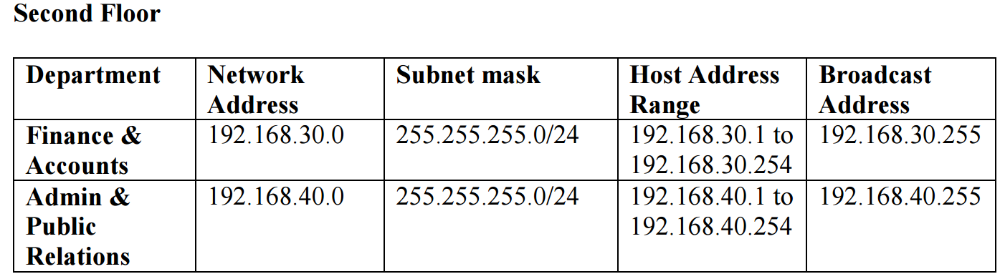 Second Floor
Department
Network
Address
Subnet mask
Host Address
Range
Broadcast
Address
Finance &
Accounts
192.168.30.0
255.255.255.0/24
192.168.30.1 to
192.168.30.254
192.168.30.255
Admin &
Public
Relations
192.168.40.0
255.255.255.0/24
192.168.40.1 to
192.168.40.254
192.168.40.255